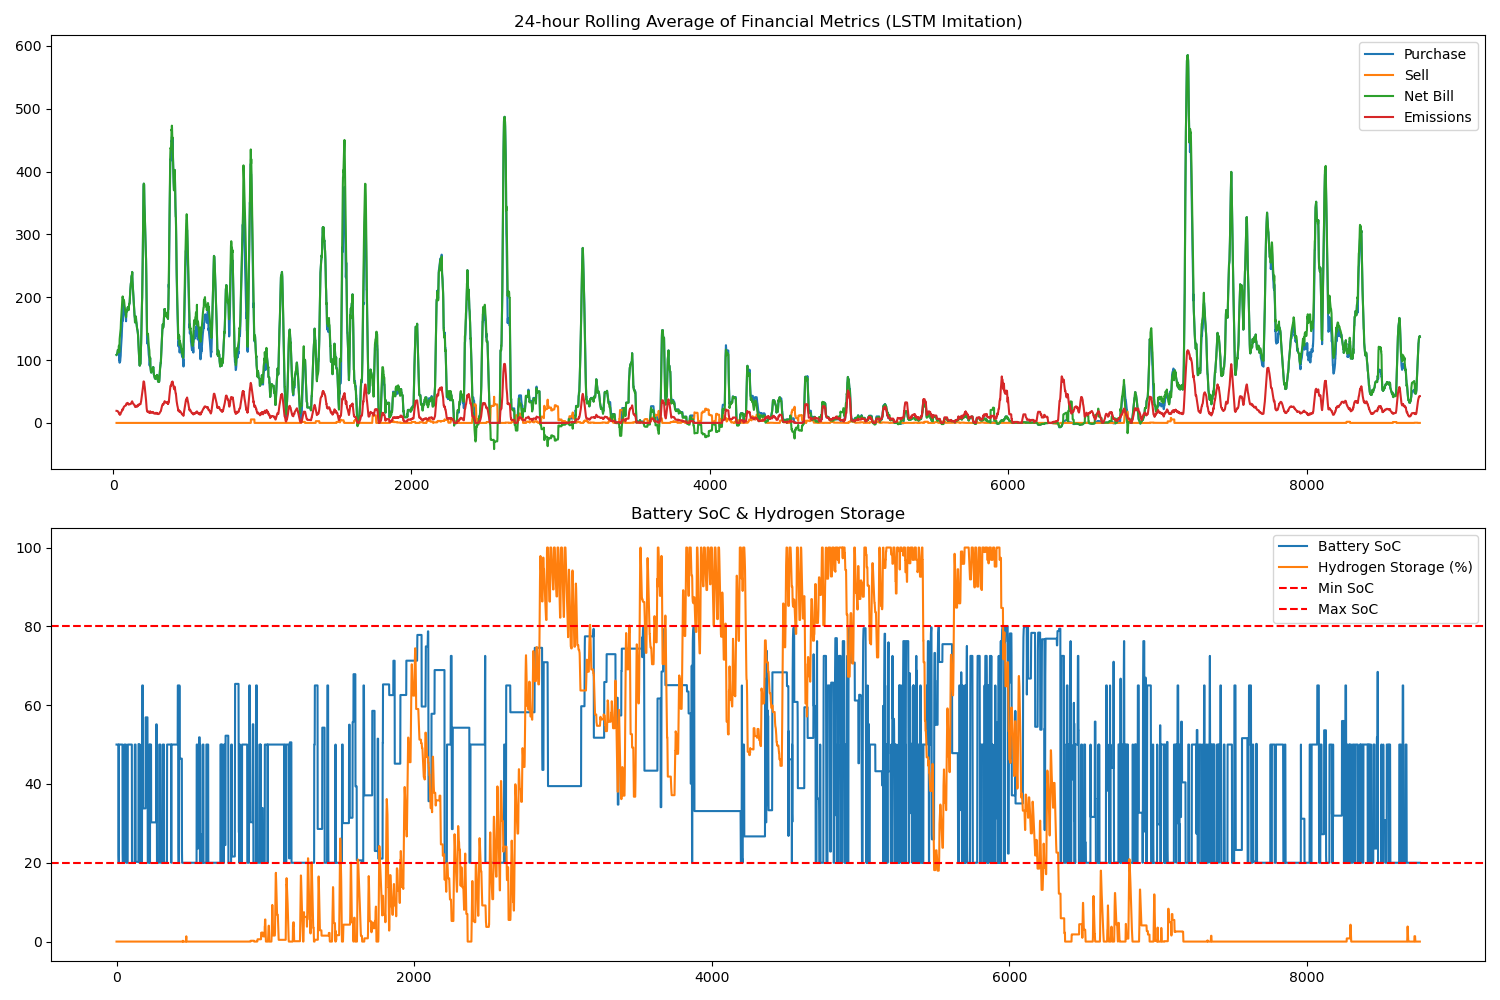 24-hour Rolling Average of Financial Metrics (LSTM Imitation)
600
500
400
300
200
100
0
Purchase
Sell
Net Bill
Emissions
0 2000 4000 6000 8000
Battery SoC & Hydrogen Storage
100
80
60
40
20
0
Battery SoC
Hydrogen Storage (%)
Min SoC
Max SoC
0 2000 4000 6000 8000